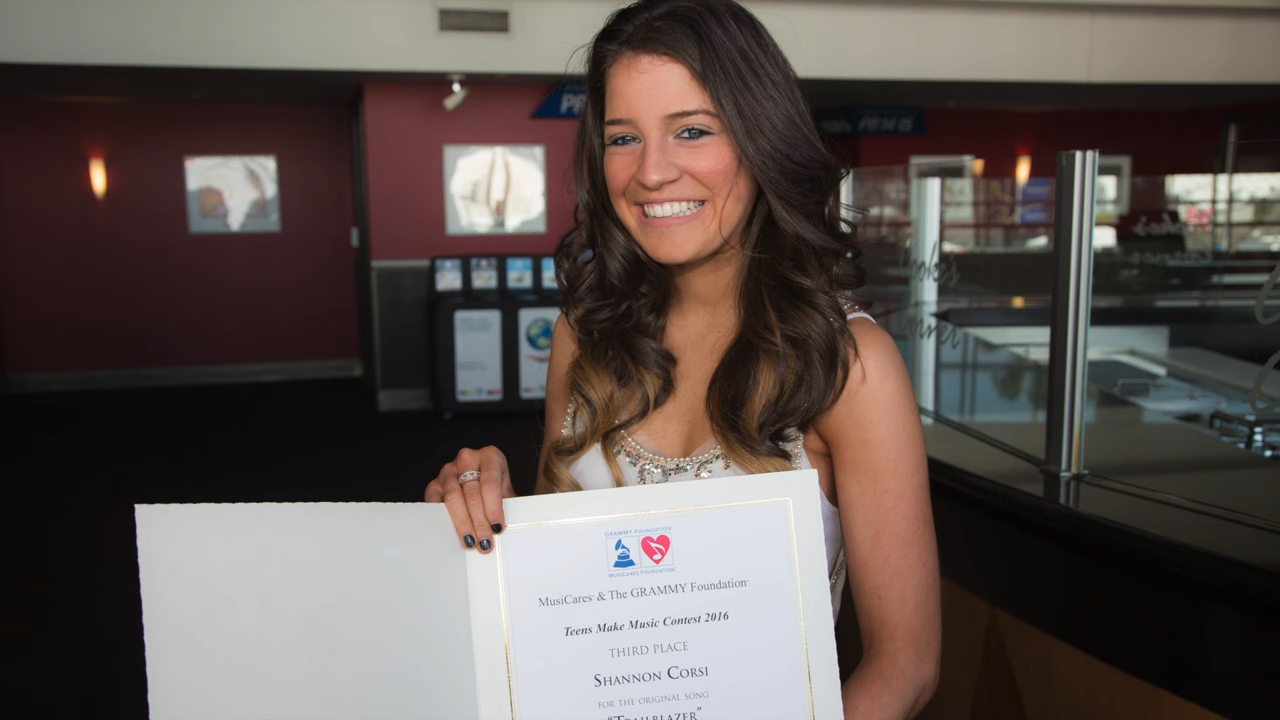 GRAMMY FOUNDATION
MUSICARES FOUNDATION
MusiCares & The GRAMMY Foundation
Teens Make Music Contest 2016
THIRD PLACE
SHANNON CORSI
FOR THE ORIGINAL SONG
"TRAILBLAZER"